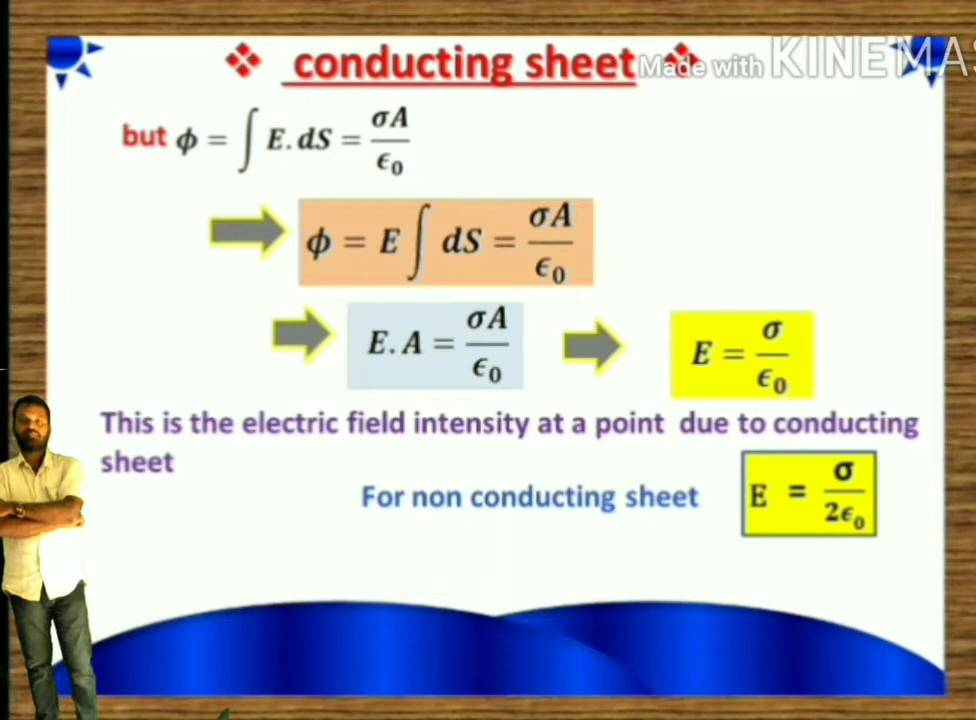 ❖ conducting sheet ❖
Made with KINEMAS
but ϕ = ∫ E. dS = σA/ϵ₀
ϕ = E ∫ dS = σA/ϵ₀
E. A = σA/ϵ₀
E = σ/ϵ₀
This is the electric field intensity at a point due to conducting
sheet
For non conducting sheet E = σ/2ϵ₀